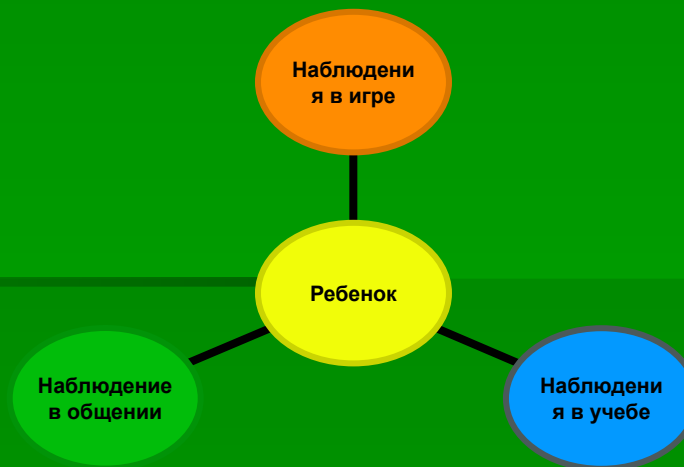 Наблюдени
я в игре
Ребенок
Наблюдение
в общении
Наблюдени
я в учебе